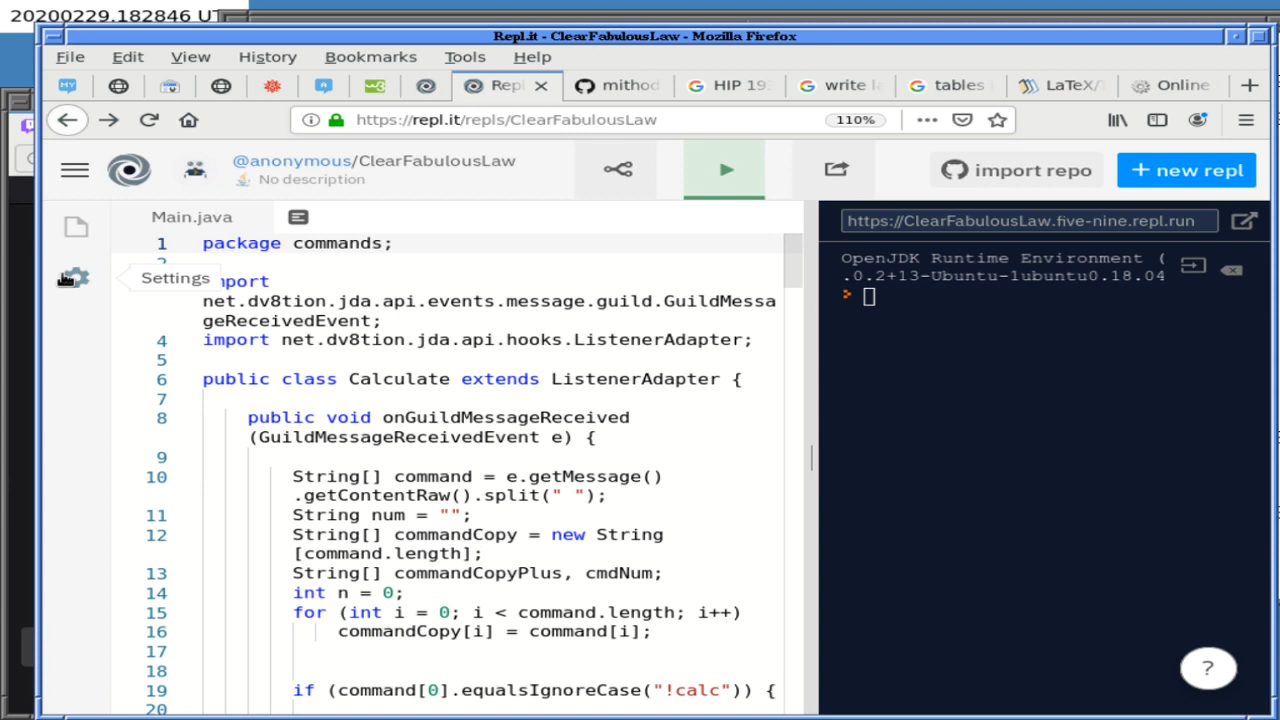 20200229.182846 UT
Repl.it - ClearFabulousLaw - Mozilla Firefox
File Edit View History Bookmarks Tools Help
Repl mithod HIP 19 write tables LaTeX/ Online
https://repl.it/repls/ClearFabulousLaw 110%
@anonymous/ClearFabulousLaw
No description
import repo
+ new repl
Main.java
Settings
1 package commands;
2
mport
net.dv8tion.jda.api.events.message.guild.GuildMessa
geReceivedEvent;
4 import net.dv8tion.jda.api.hooks.ListenerAdapter;
5
6 public class Calculate extends ListenerAdapter {
7
8 public void onGuildMessageReceived
(GuildMessageReceivedEvent e) {
9
10 String[] command = e.getMessage()
.getContentRaw().split(" ");
11 String num = "";
12 String[] commandCopy = new String
[command.length];
13 String[] commandCopyPlus, cmdNum;
14 int n = 0;
15 for (int i = 0; i < command.length; i++)
16 commandCopy[i] = command[i];
17
18
19 if (command[0].equalsIgnoreCase("!calc")) {
20
https://ClearFabulousLaw.five-nine.repl.run
OpenJDK Runtime Environment (
.0.2+13-Ubuntu-1ubuntu0.18.04
>
?